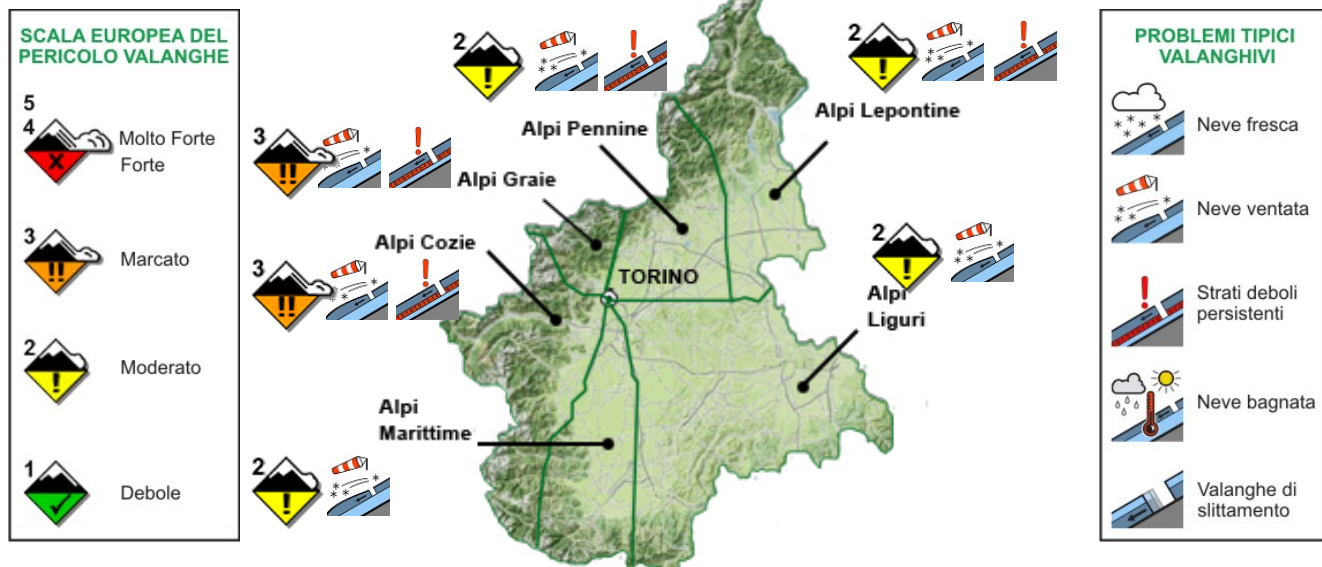 SCALA EUROPEA DEL
PERICOLO VALANGHE
5
4
Molto Forte
Forte
3
Marcato
2
Moderato
1
Debole
2
2
Alpi Lepontine
Alpi Pennine
3
Alpi Graie
2
Alpi Cozie
3
TORINO
Alpi
Liguri
Alpi
Marittime
2
PROBLEMI TIPICI
VALANGHIVI
Neve fresca
Neve ventata
Strati deboli
persistenti
Neve bagnata
Valanghe di
slittamento